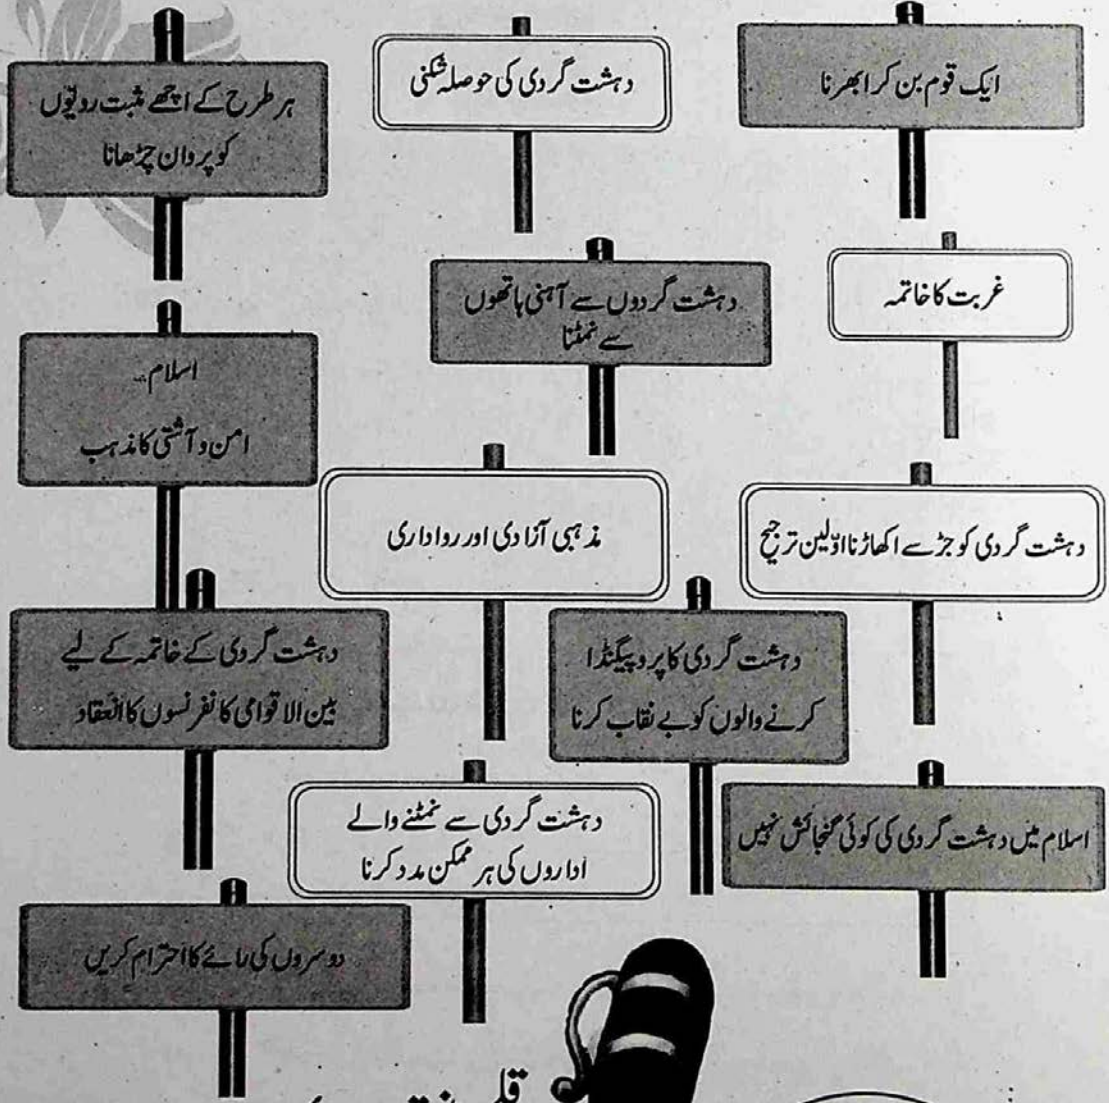 ایک قوم بن کر ابھرنا
دہشت گردی کی حوصلہ شکنی
ہر طرح کے اچھے مثبت رویّوں
کو پروان چڑھانا
غربت کا خاتمہ
دہشت گردوں سے آہنی ہاتھوں
سے نمٹنا
اسلام..
امن و آشتی کا مذہب
دہشت گردی کو جڑ سے اکھاڑنا اوّلین ترجیح
مذہبی آزادی اور رواداری
دہشت گردی کا پروپیگنڈا
کرنے والوں کو بے نقاب کرنا
دہشت گردی کے خاتمہ کے لیے
بین الاقوامی کانفرنسوں کا انعقاد
اسلام میں دہشت گردی کی کوئی گنجائش نہیں
دہشت گردی سے نمٹنے والے
اداروں کی ہر ممکن مدد کرنا
دوسروں کی رائے کا احترام کریں